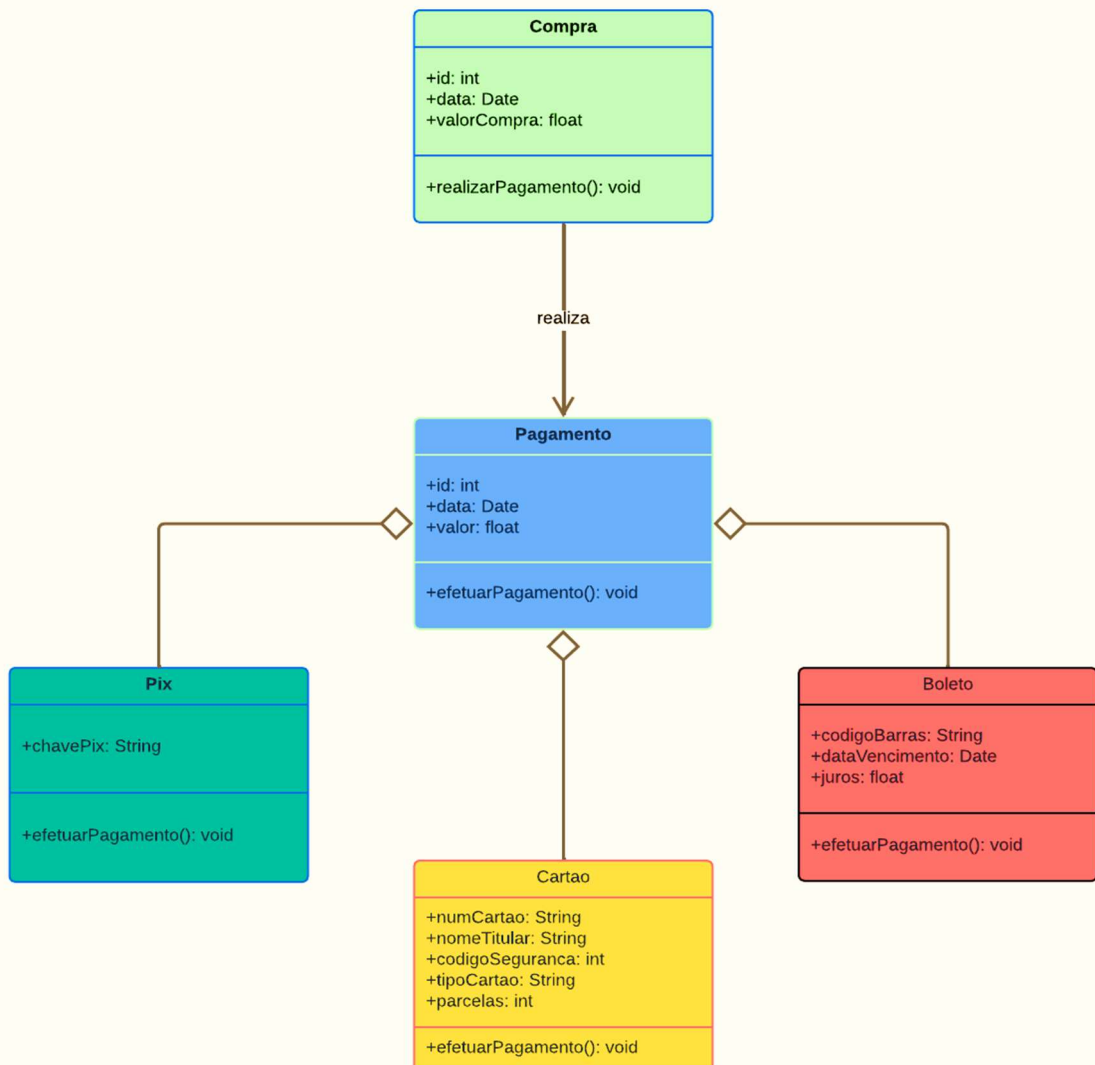 Compra
+id: int
+data: Date
+valorCompra: float
+realizarPagamento(): void
realiza
Pagamento
+id: int
+data: Date
+valor: float
+efetuarPagamento(): void
Pix
+chavePix: String
+efetuarPagamento(): void
Boleto
+codigoBarras: String
+dataVencimento: Date
+juros: float
+efetuarPagamento(): void
Cartao
+numCartao: String
+nomeTitular: String
+codigoSeguranca: int
+tipoCartao: String
+parcelas: int
+efetuarPagamento(): void